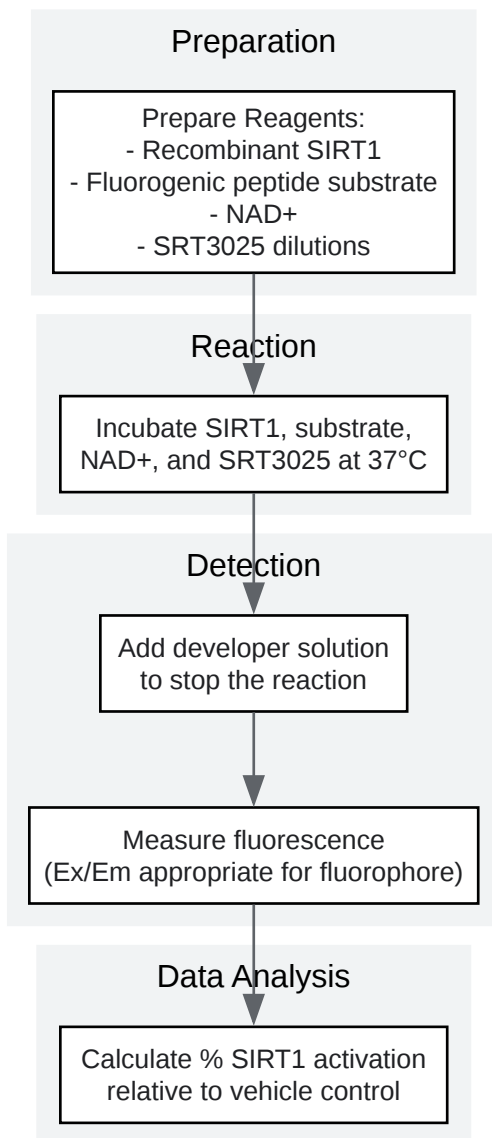 Preparation
Prepare Reagents:
- Recombinant SIRT1
- Fluorogenic peptide substrate
- NAD+
- SRT3025 dilutions
Reaction
Incubate SIRT1, substrate,
NAD+, and SRT3025 at 37°C
Detection
Add developer solution
to stop the reaction
Measure fluorescence
(Ex/Em appropriate for fluorophore)
Data Analysis
Calculate % SIRT1 activation
relative to vehicle control